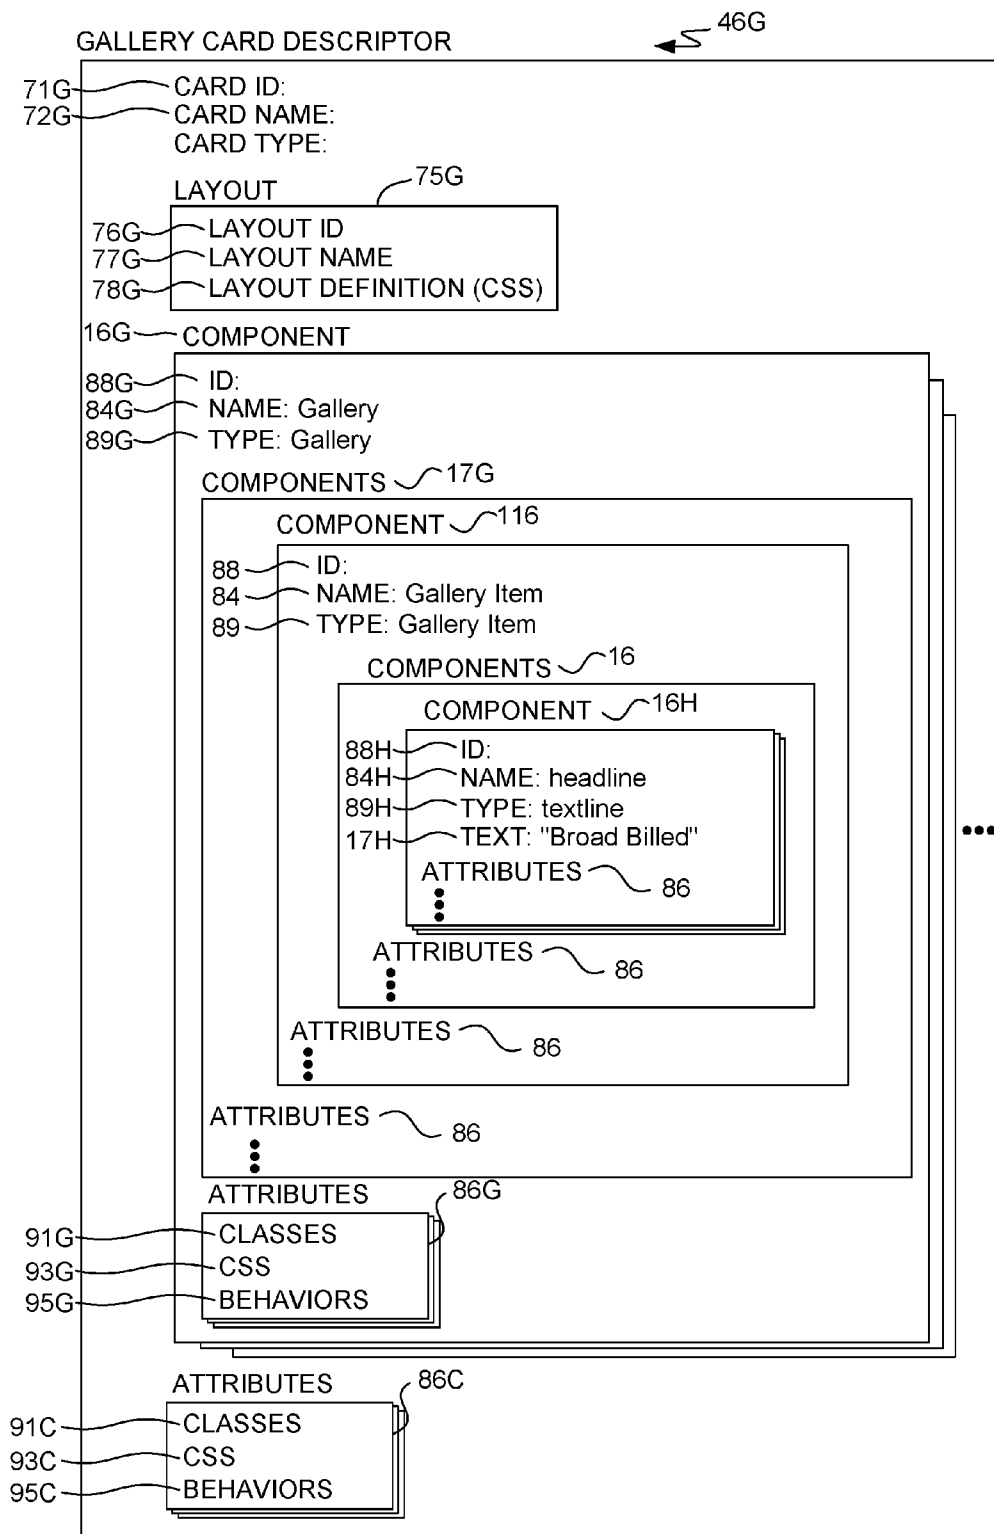 46G
GALLERY CARD DESCRIPTOR
71G CARD ID:
72G CARD NAME:
CARD TYPE:
LAYOUT 75G
76G LAYOUT ID
77G LAYOUT NAME
78G LAYOUT DEFINITION (CSS)
16G COMPONENT
88G ID:
84G NAME: Gallery
89G TYPE: Gallery
COMPONENTS 17G
COMPONENT 116
88 ID:
84 NAME: Gallery Item
89 TYPE: Gallery Item
COMPONENTS 16
COMPONENT 16H
88H ID:
84H NAME: headline
89H TYPE: textline
17H TEXT: "Broad Billed"
ATTRIBUTES 86
ATTRIBUTES 86
ATTRIBUTES 86
ATTRIBUTES 86
ATTRIBUTES 86G
91G CLASSES
93G CSS
95G BEHAVIORS
ATTRIBUTES 86C
91C CLASSES
93C CSS
95C BEHAVIORS